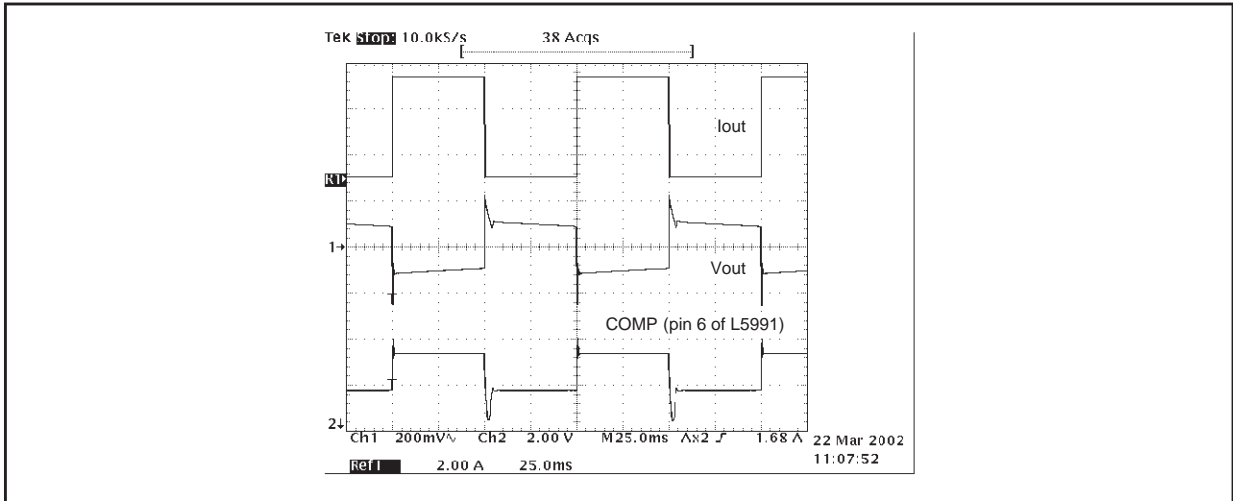 Tek Stop: 10.0kS/s 38 Acqs
Iout
R1
1
Vout
COMP (pin 6 of L5991)
2
Ch1 200mV∿ Ch2 2.00 V M25.0ms Λx2 ƒ 1.68 Λ
22 Mar 2002
11:07:52
Ref1 2.00 A 25.0ms